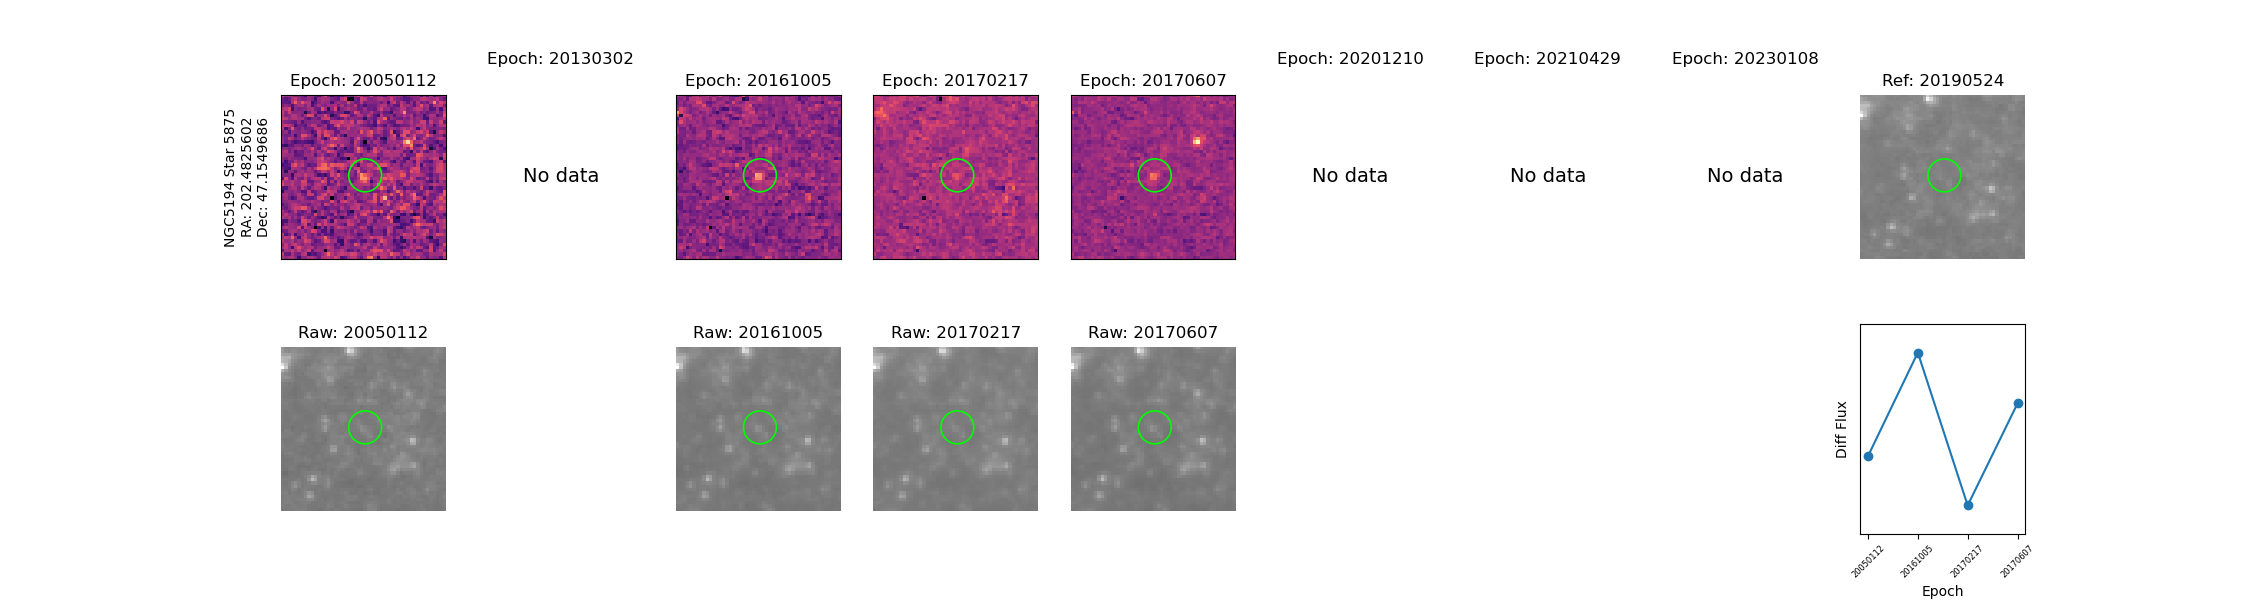 NGC5194 Star 5875
RA: 202.4825602
Dec: 47.1549686
Epoch: 20050112
Epoch: 20130302
No data
Epoch: 20161005
Epoch: 20170217
Epoch: 20170607
Epoch: 20201210
No data
Epoch: 20210429
No data
Epoch: 20230108
No data
Ref: 20190524
Raw: 20050112
Raw: 20161005
Raw: 20170217
Raw: 20170607
Diff Flux
20050112
20161005
20170217
20170607
Epoch